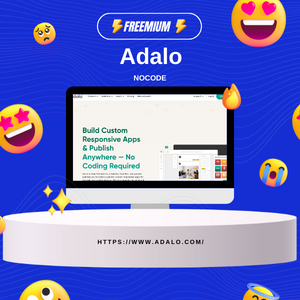 FREEMIUM
Adalo
NOCODE
Build Custom
Responsive Apps
& Publish
Anywhere — No
Coding Required
HTTPS://WWW.ADALO.COM/